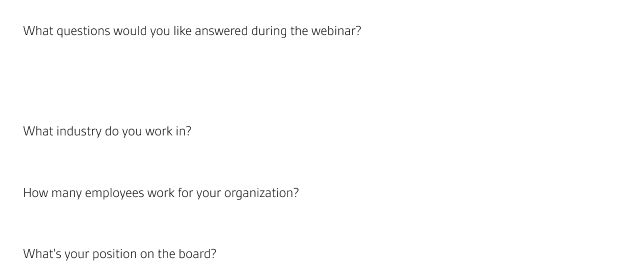 What questions would you like answered during the webinar?
What industry do you work in?
How many employees work for your organization?
What's your position on the board?